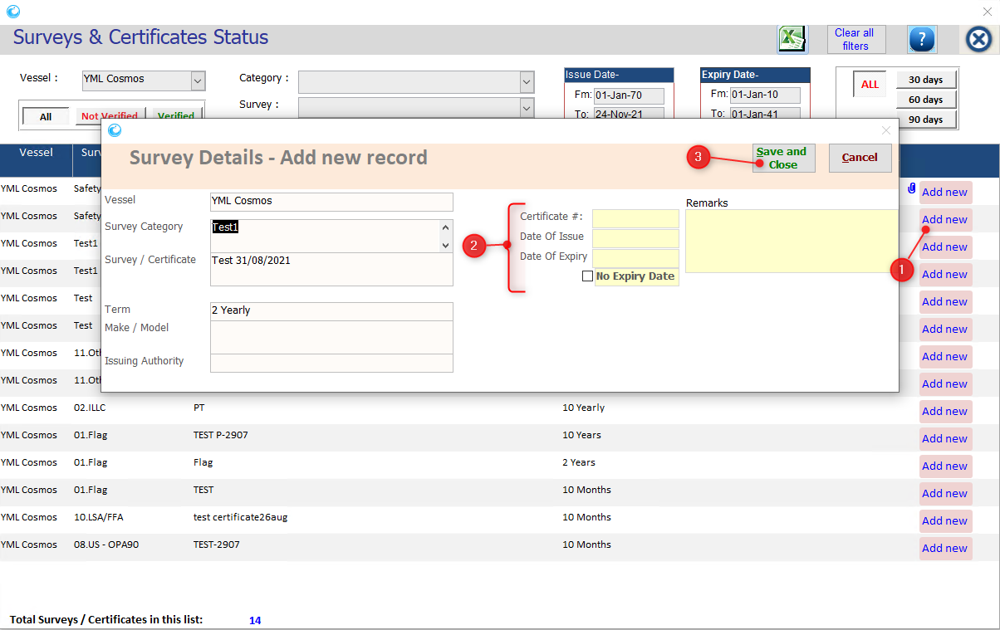 Surveys & Certificates Status
Clear all
filters
?
Vessel :
YML Cosmos
Category :
Survey :
Issue Date-
Fm: 01-Jan-70
To: 24-Nov-21
Expiry Date-
Fm: 01-Jan-10
To: 01-Jan-41
ALL
30 days
60 days
90 days
All
Not Verified
Verified
Vessel
Surv
Survey Details - Add new record
3
Save and
Close
Cancel
Vessel
YML Cosmos
Survey Category
Test1
Survey / Certificate
Test 31/08/2021
Term
2 Yearly
Make / Model
Issuing Authority
2
Certificate #:
Date Of Issue
Date Of Expiry
No Expiry Date
Remarks
1
YML Cosmos Safety Add new
YML Cosmos Safety Add new
YML Cosmos Test1 Add new
YML Cosmos Test1 Add new
YML Cosmos Test Add new
YML Cosmos Test Add new
YML Cosmos 11.Oth Add new
YML Cosmos 11.Oth Add new
YML Cosmos 02.ILLC PT 10 Yearly Add new
YML Cosmos 01.Flag TEST P-2907 10 Years Add new
YML Cosmos 01.Flag Flag 2 Years Add new
YML Cosmos 01.Flag TEST 10 Months Add new
YML Cosmos 10.LSA/FFA test certificate26aug 10 Months Add new
YML Cosmos 08.US - OPA90 TEST-2907 10 Months Add new
Total Surveys / Certificates in this list: 14